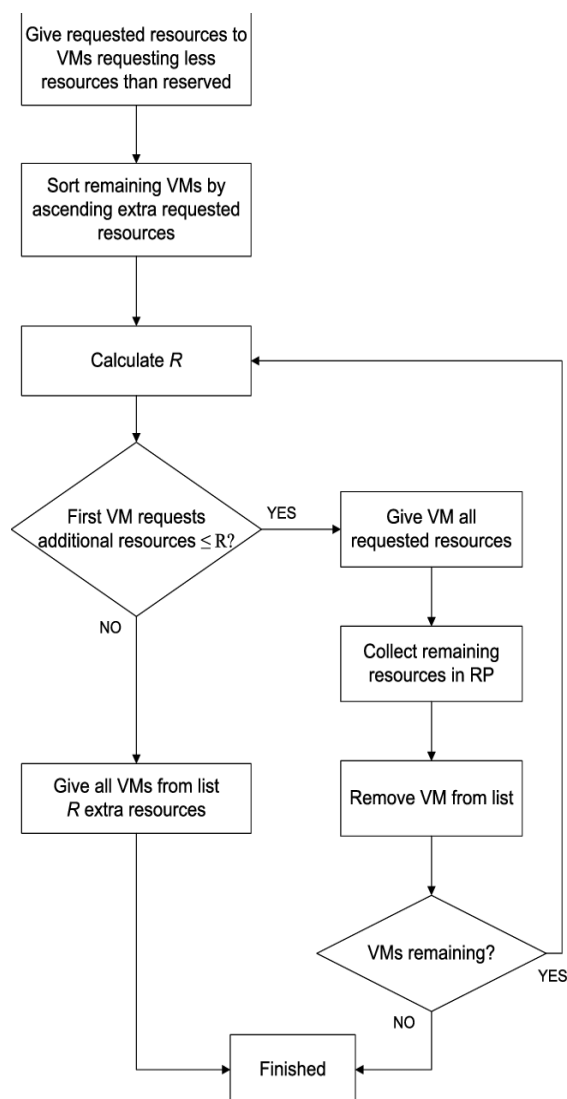 Give requested resources to
VMs requesting less
resources than reserved
Sort remaining VMs by
ascending extra requested
resources
Calculate R
First VM requests
additional resources ≤ R?
YES
Give VM all
requested resources
NO
Collect remaining
resources in RP
Give all VMs from list
R extra resources
Remove VM from list
VMs remaining?
YES
NO
Finished